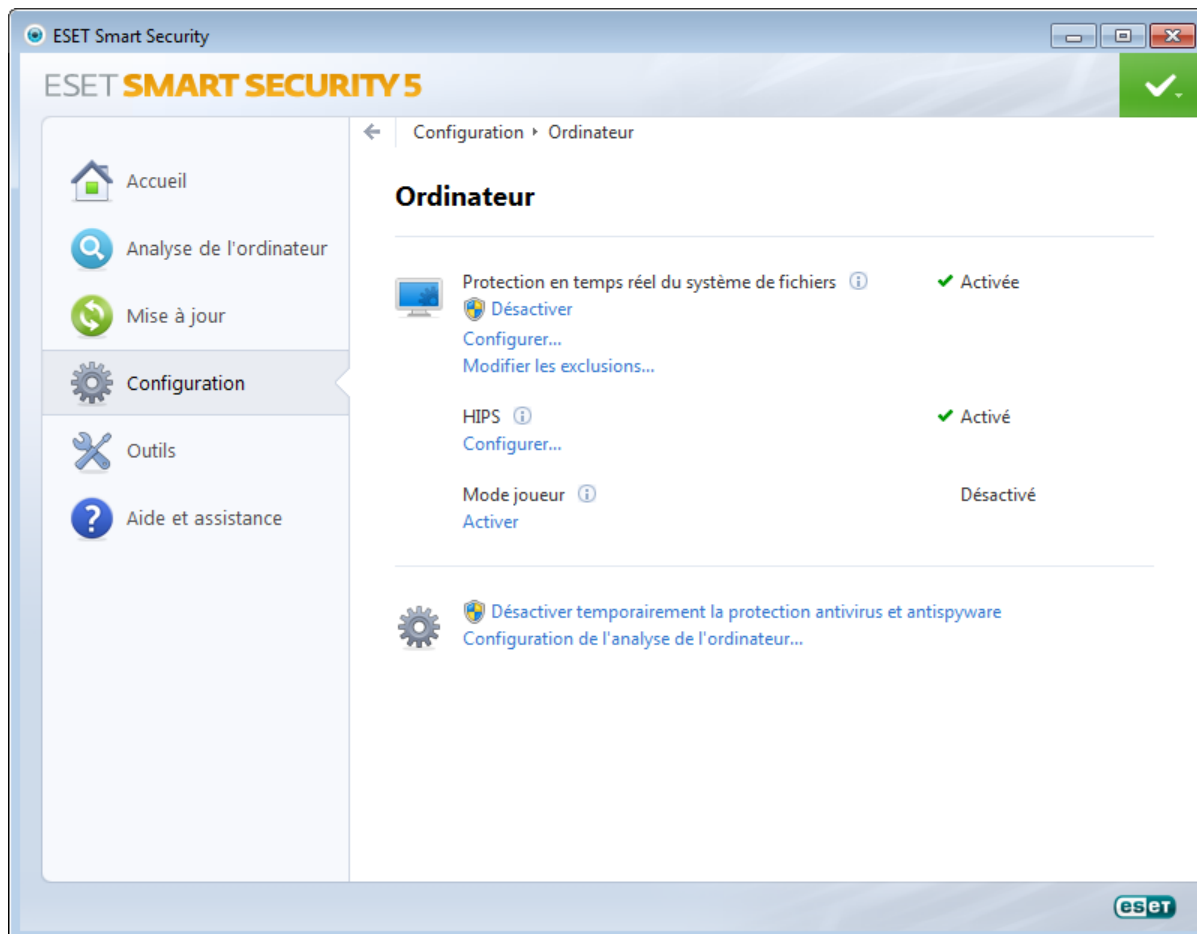 ESET Smart Security
ESET SMART SECURITY 5
Configuration ‣ Ordinateur
Accueil
Analyse de l'ordinateur
Mise à jour
Configuration
Outils
Aide et assistance
Ordinateur
Protection en temps réel du système de fichiers Activée
Désactiver
Configurer...
Modifier les exclusions...
HIPS Activé
Configurer...
Mode joueur Désactivé
Activer
Désactiver temporairement la protection antivirus et antispyware
Configuration de l'analyse de l'ordinateur...
eseT